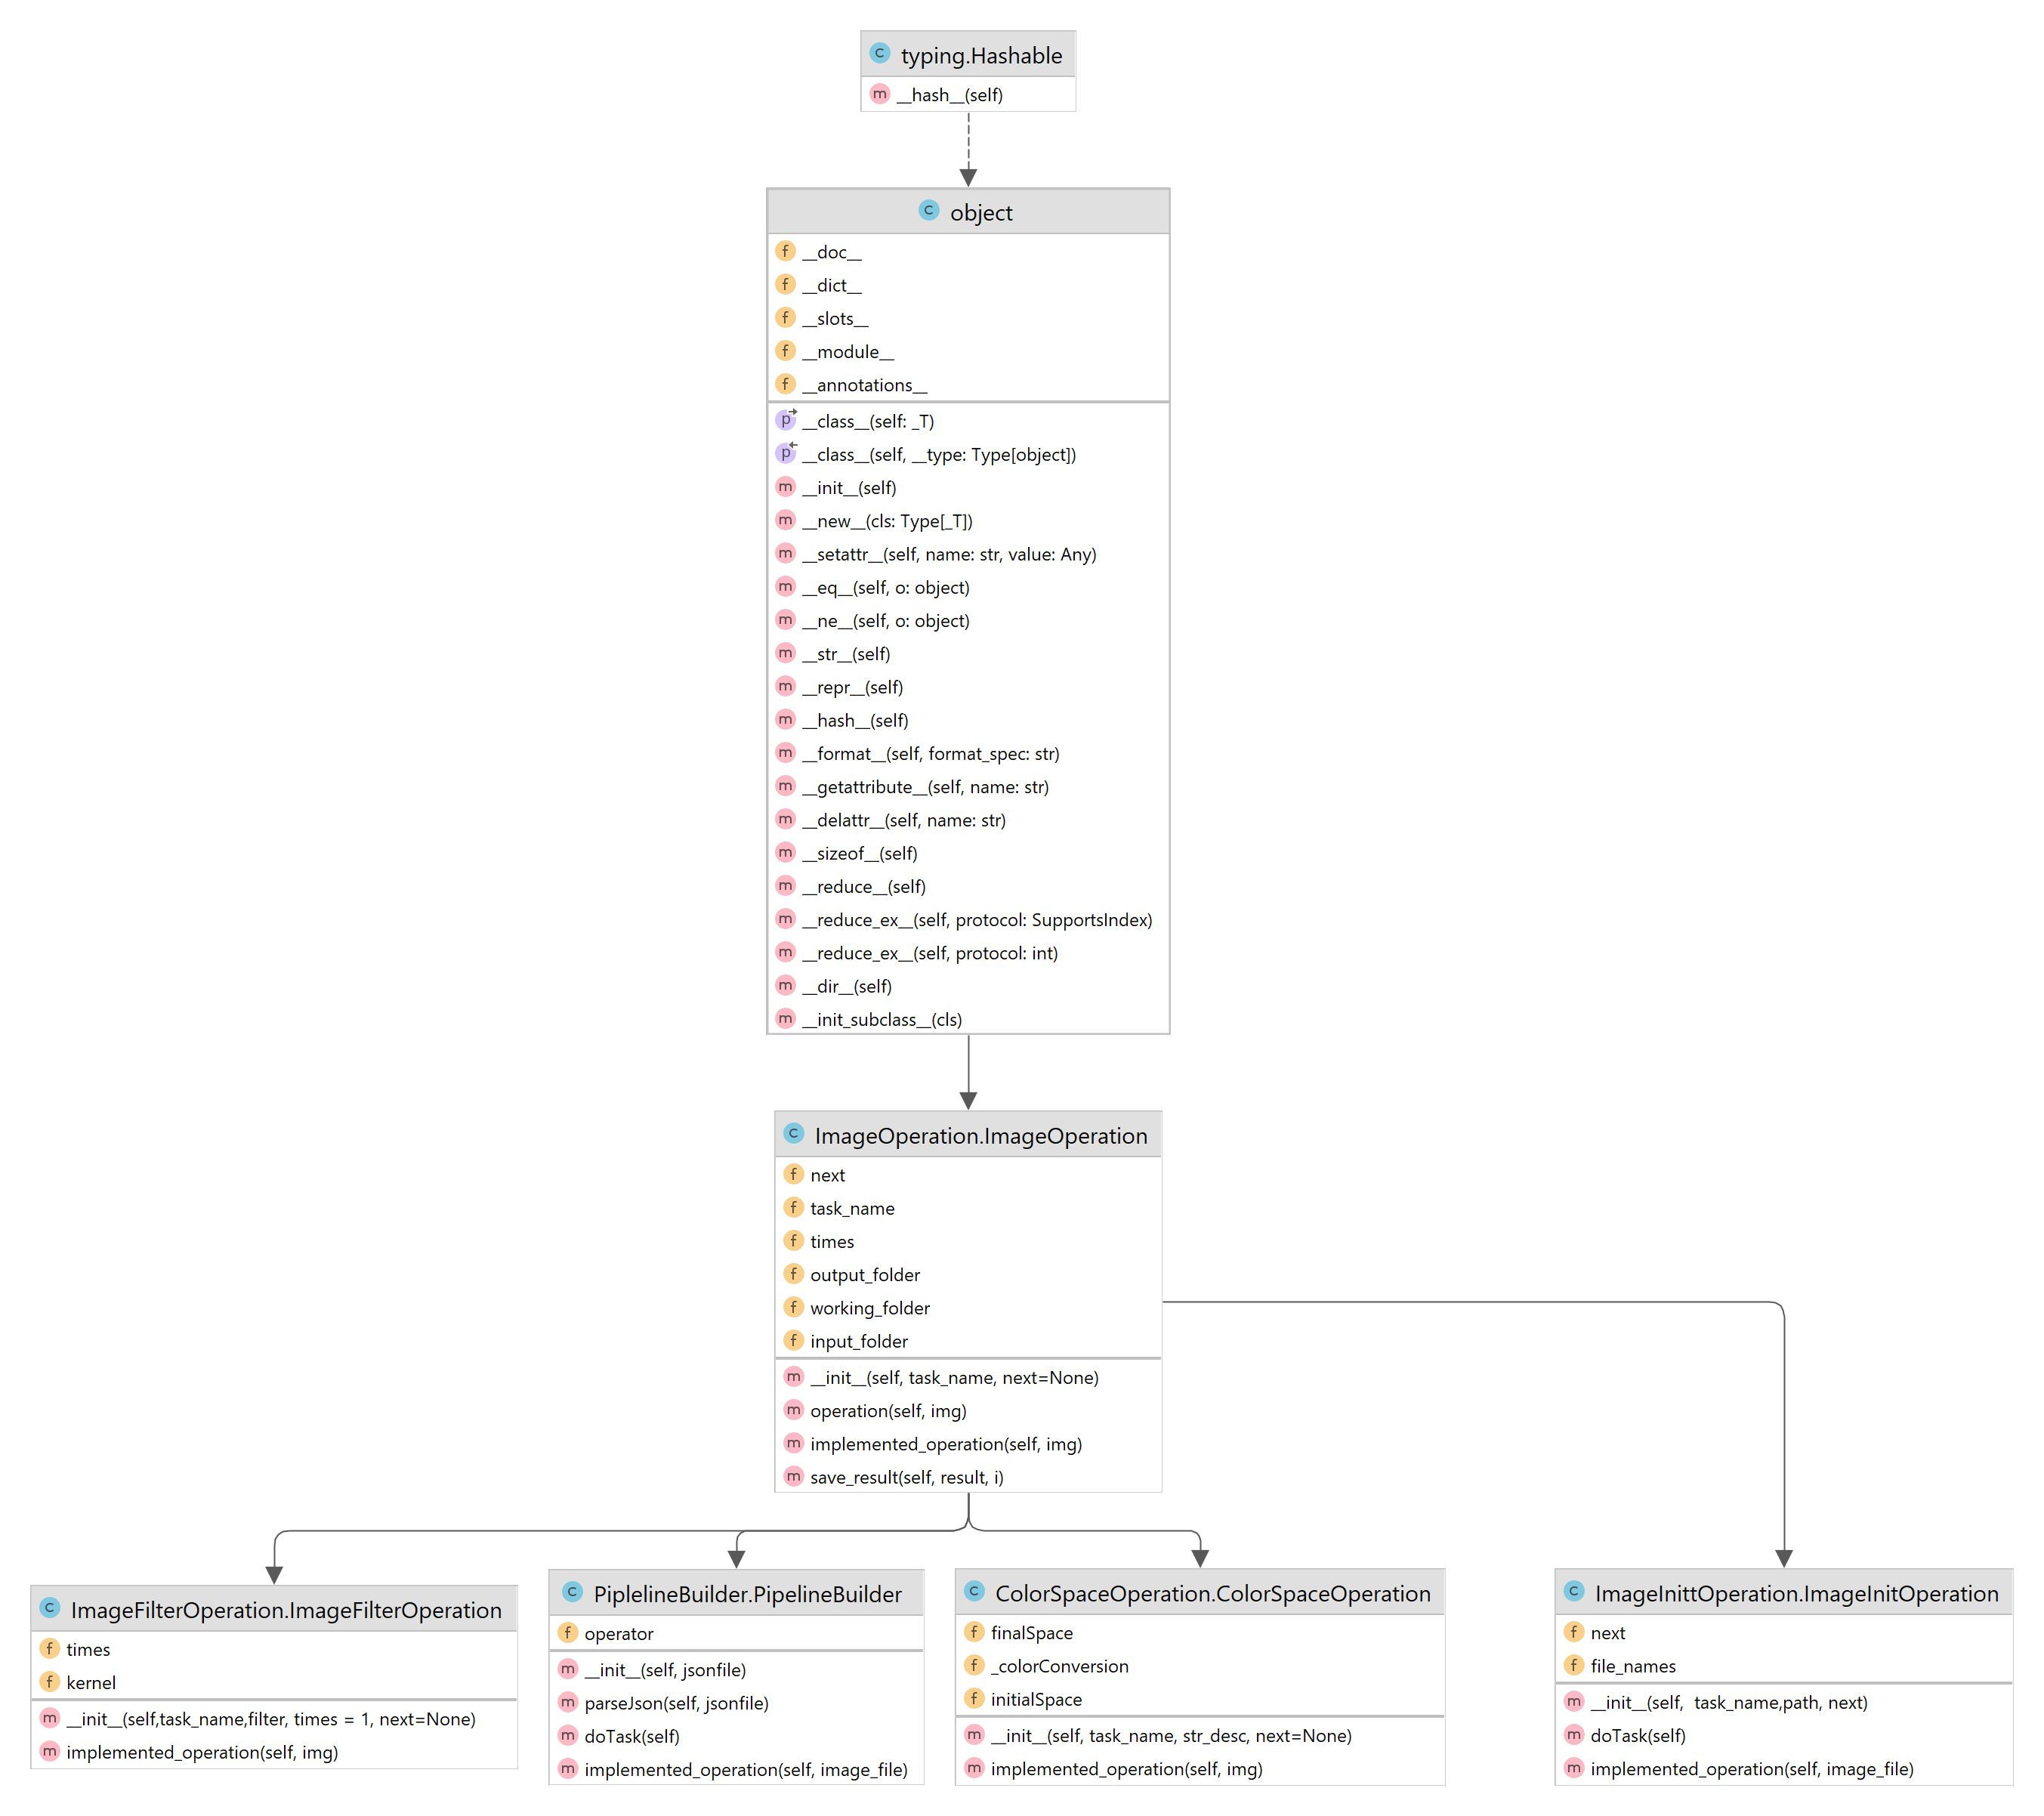 C typing.Hashable
m __hash__(self)
C object
f __doc__
f __dict__
f __slots__
f __module__
f __annotations__
p __class__(self: _T)
p __class__(self, __type: Type[object])
m __init__(self)
m __new__(cls: Type[_T])
m __setattr__(self, name: str, value: Any)
m __eq__(self, o: object)
m __ne__(self, o: object)
m __str__(self)
m __repr__(self)
m __hash__(self)
m __format__(self, format_spec: str)
m __getattribute__(self, name: str)
m __delattr__(self, name: str)
m __sizeof__(self)
m __reduce__(self)
m __reduce_ex__(self, protocol: SupportsIndex)
m __reduce_ex__(self, protocol: int)
m __dir__(self)
m __init_subclass__(cls)
C ImageOperation.ImageOperation
f next
f task_name
f times
f output_folder
f working_folder
f input_folder
m __init__(self, task_name, next=None)
m operation(self, img)
m implemented_operation(self, img)
m save_result(self, result, i)
C ImageFilterOperation.ImageFilterOperation
f times
f kernel
m __init__(self,task_name,filter, times = 1, next=None)
m implemented_operation(self, img)
C PiplelineBuilder.PipelineBuilder
f operator
m __init__(self, jsonfile)
m parseJson(self, jsonfile)
m doTask(self)
m implemented_operation(self, image_file)
C ColorSpaceOperation.ColorSpaceOperation
f finalSpace
f _colorConversion
f initialSpace
m __init__(self, task_name, str_desc, next=None)
m implemented_operation(self, img)
C ImageInittOperation.ImageInitOperation
f next
f file_names
m __init__(self,  task_name,path, next)
m doTask(self)
m implemented_operation(self, image_file)